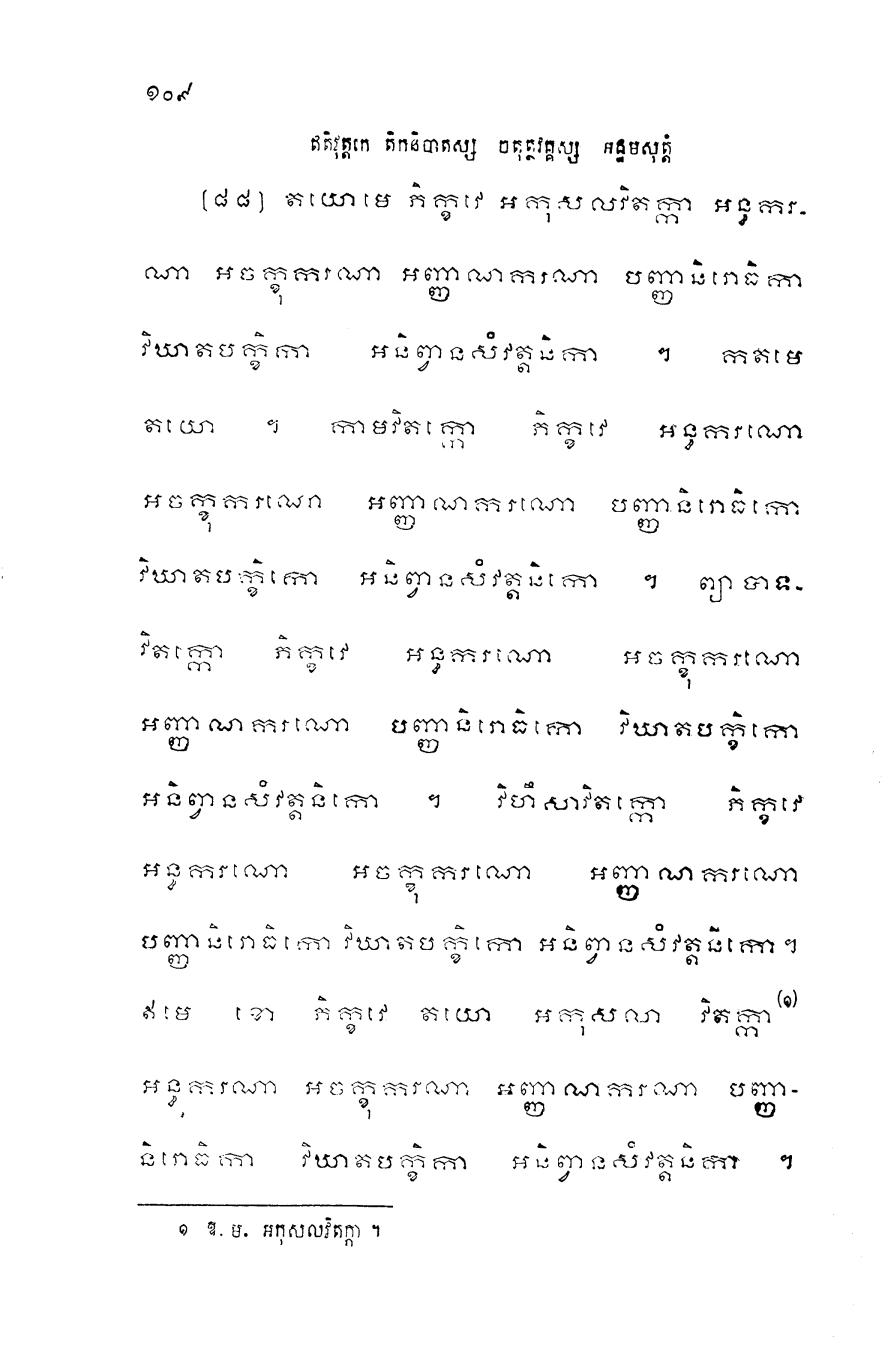 ១០៩
ឥតិវុត្តកេ តិកនិបាតស្ស ចតុត្ថវគ្គស្ស អន្ធមសុត្តំ
(៨៨) តយោមេ ភិក្ខវេ អកុសលវិតក្កា អន្ធករ-
ណា អចក្ខុករណា អញ្ញាណករណា បញ្ញានិរោធិកា
វិឃាតបក្ខិកា អនិព្វានសំវត្តនិកា ។ កតមេ
តយោ ។ កាមវិតក្កោ ភិក្ខវេ អន្ធករណោ
អចក្ខុករណោ អញ្ញាណករណោ បញ្ញានិរោធិកោ
វិឃាតបក្ខិកោ អនិព្វានសំវត្តនិកោ ។ ព្យាបាទ-
វិតក្កោ ភិក្ខវេ អន្ធករណោ អចក្ខុករណោ
អញ្ញាណករណោ បញ្ញានិរោធិកោ វិឃាតបក្ខិកោ
អនិព្វានសំវត្តនិកោ ។ វិហឹសាវិតក្កោ ភិក្ខវេ
អន្ធករណោ អចក្ខុករណោ អញ្ញាណករណោ
បញ្ញានិរោធិកោ វិឃាតបក្ខិកោ អនិព្វានសំវត្តនិកោ។
ឥមេ ខោ ភិក្ខវេ តយោ អកុសលា វិតក្កា(១)
អន្ធករណា អចក្ខុករណា អញ្ញាណករណា បញ្ញា-
និរោធិកា វិឃាតបក្ខិកា អនិព្វានសំវត្តនិកា ។
១ ឱ. ម. អកុសលវិតក្កា ។